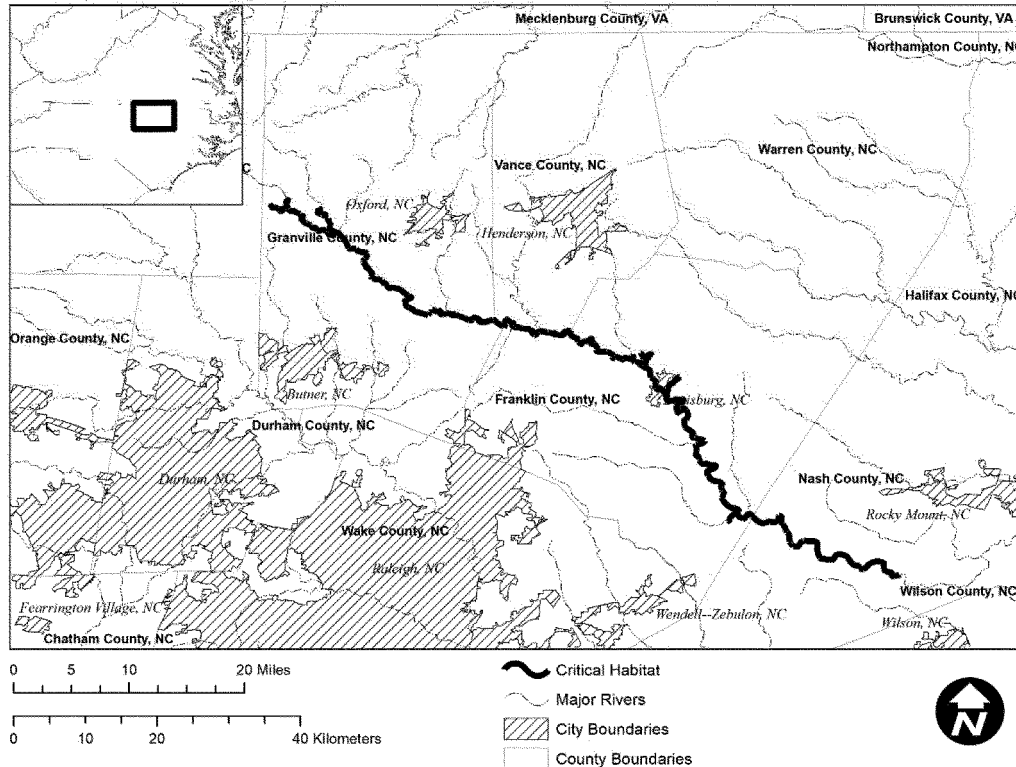 Mecklenburg County, VA
Brunswick County, VA
Northampton County, NC
Warren County, NC
Vance County, NC
C
Oxford, NC
Henderson, NC
Granville County, NC
Halifax County, NC
Orange County, NC
Butner, NC
Franklin County, NC
isburg, NC
Durham County, NC
Durham, NC
Nash County, NC
Rocky Mount, NC
Wake County, NC
Raleigh, NC
Wilson County, NC
Fearrington Village, NC
Wendell--Zebulon, NC
Wilson, NC
Chatham County, NC
0 5 10 20 Miles
0 10 20 40 Kilometers
Critical Habitat
Major Rivers
City Boundaries
County Boundaries
N